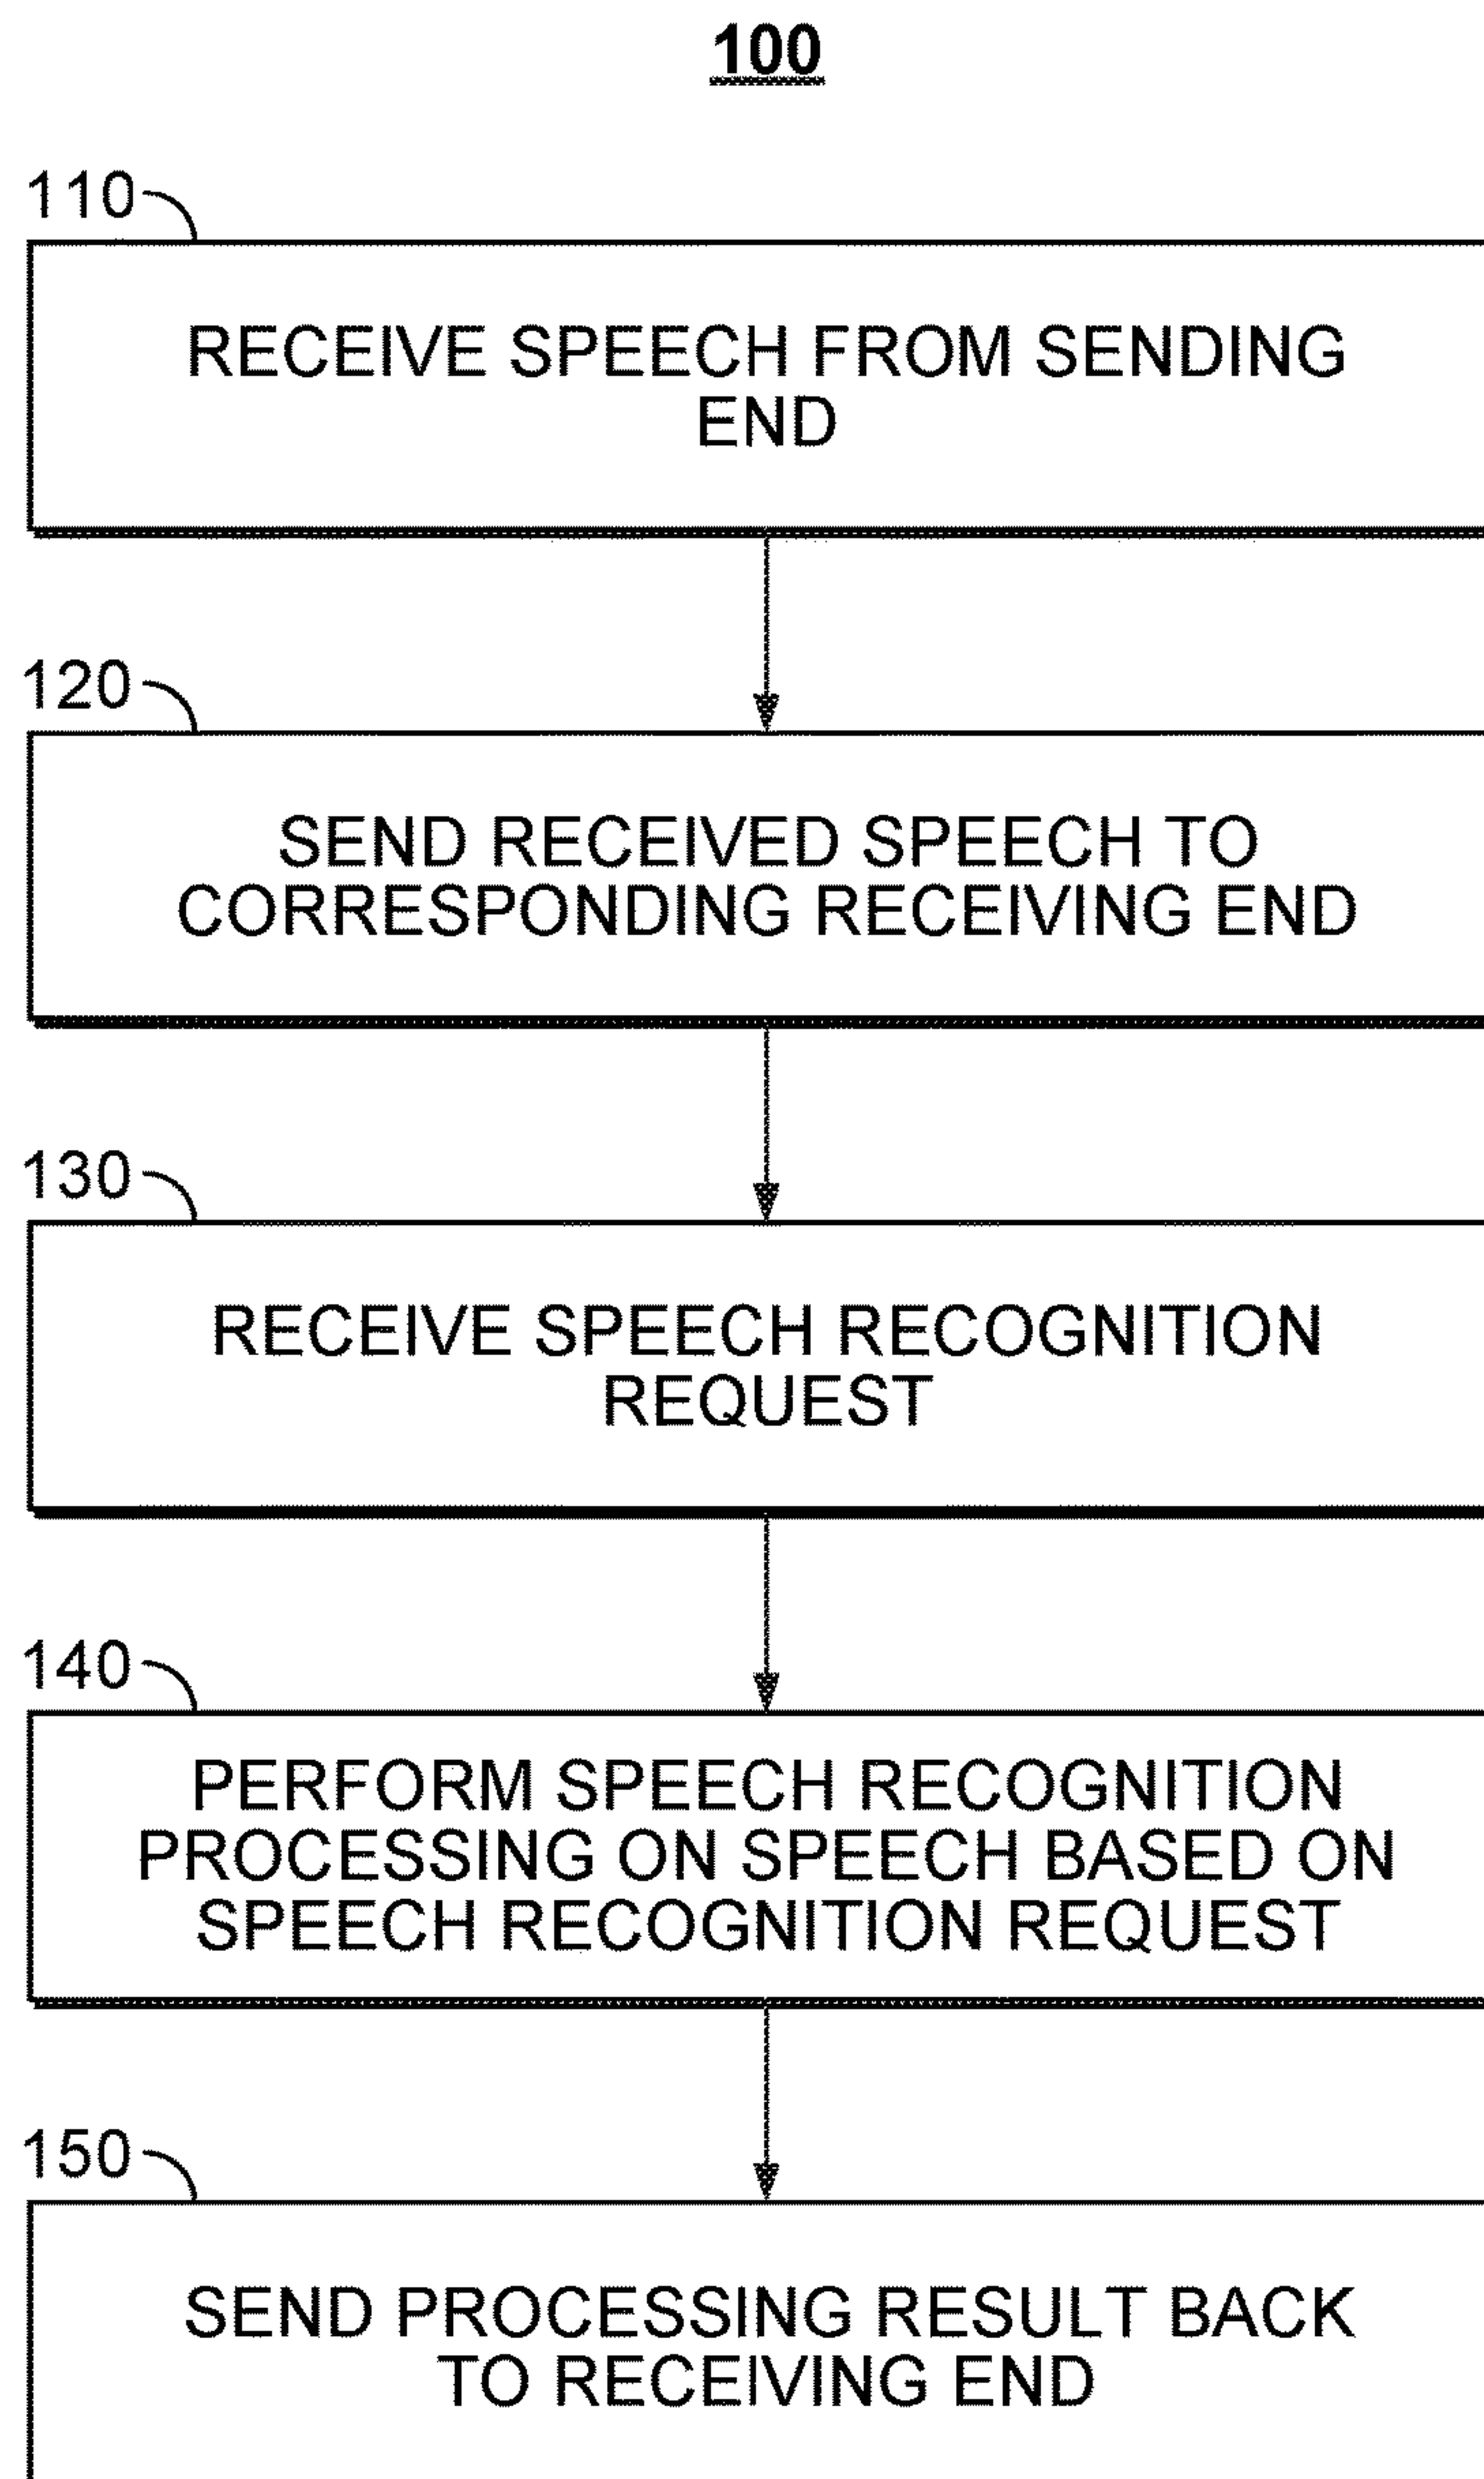 100
110
RECEIVE SPEECH FROM SENDING
END
120
SEND RECEIVED SPEECH TO
CORRESPONDING RECEIVING END
130
RECEIVE SPEECH RECOGNITION
REQUEST
140
PERFORM SPEECH RECOGNITION
PROCESSING ON SPEECH BASED ON
SPEECH RECOGNITION REQUEST
150
SEND PROCESSING RESULT BACK
TO RECEIVING END